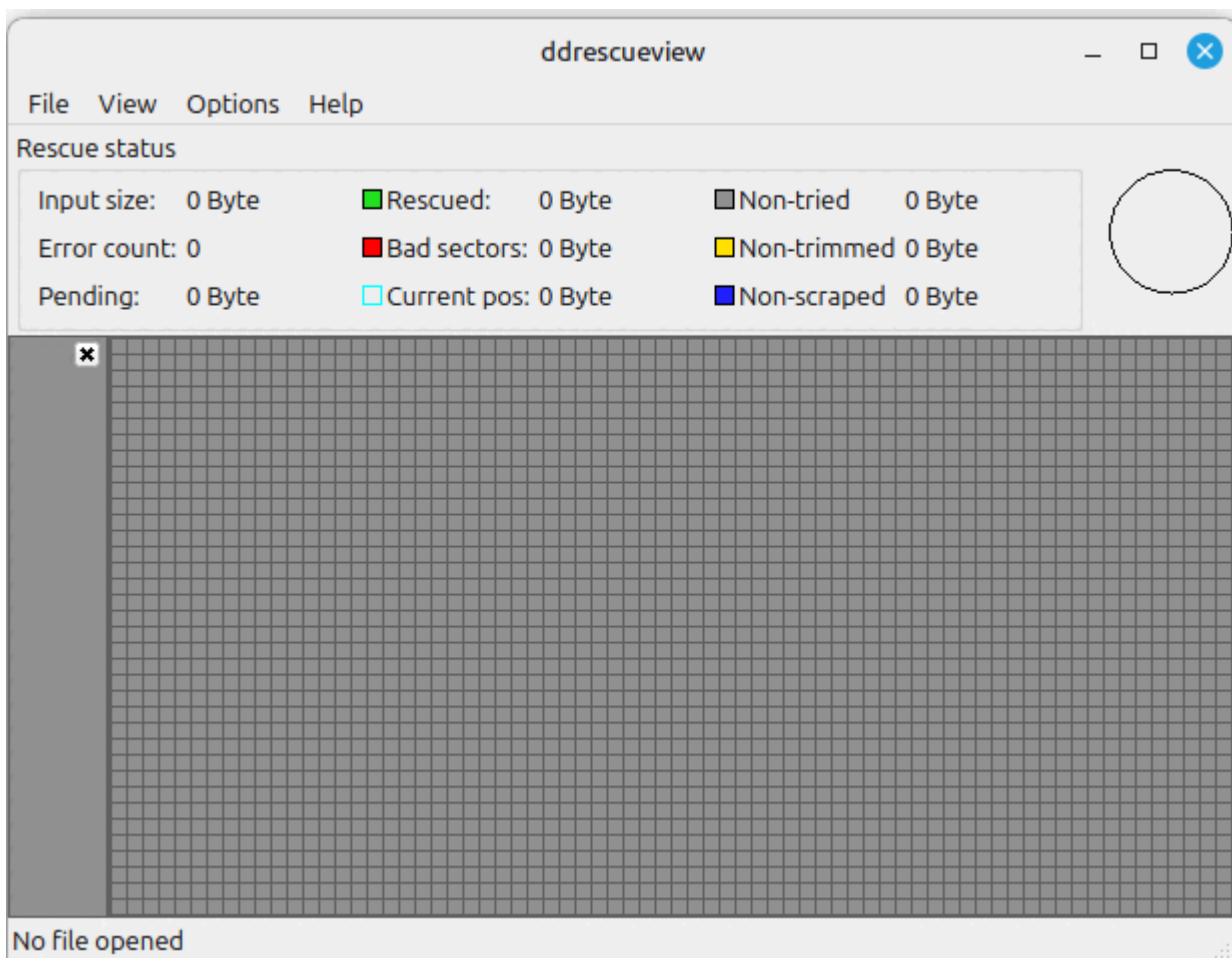 ddrescueview
File View Options Help
Rescue status
Input size: 0 Byte Rescued: 0 Byte Non-tried 0 Byte
Error count: 0 Bad sectors: 0 Byte Non-trimmed 0 Byte
Pending: 0 Byte Current pos: 0 Byte Non-scraped 0 Byte
No file opened